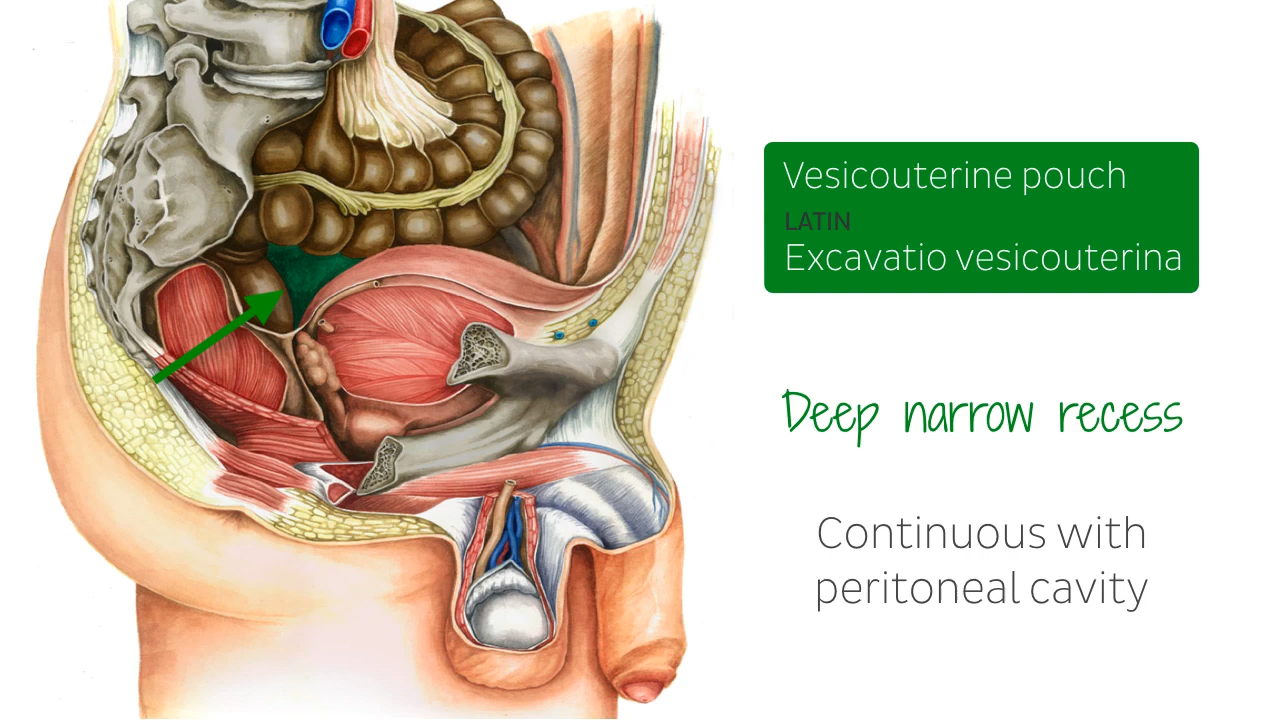 Vesicouterine pouch
LATIN
Excavatio vesicouterina
Deep narrow recess
Continuous with
peritoneal cavity